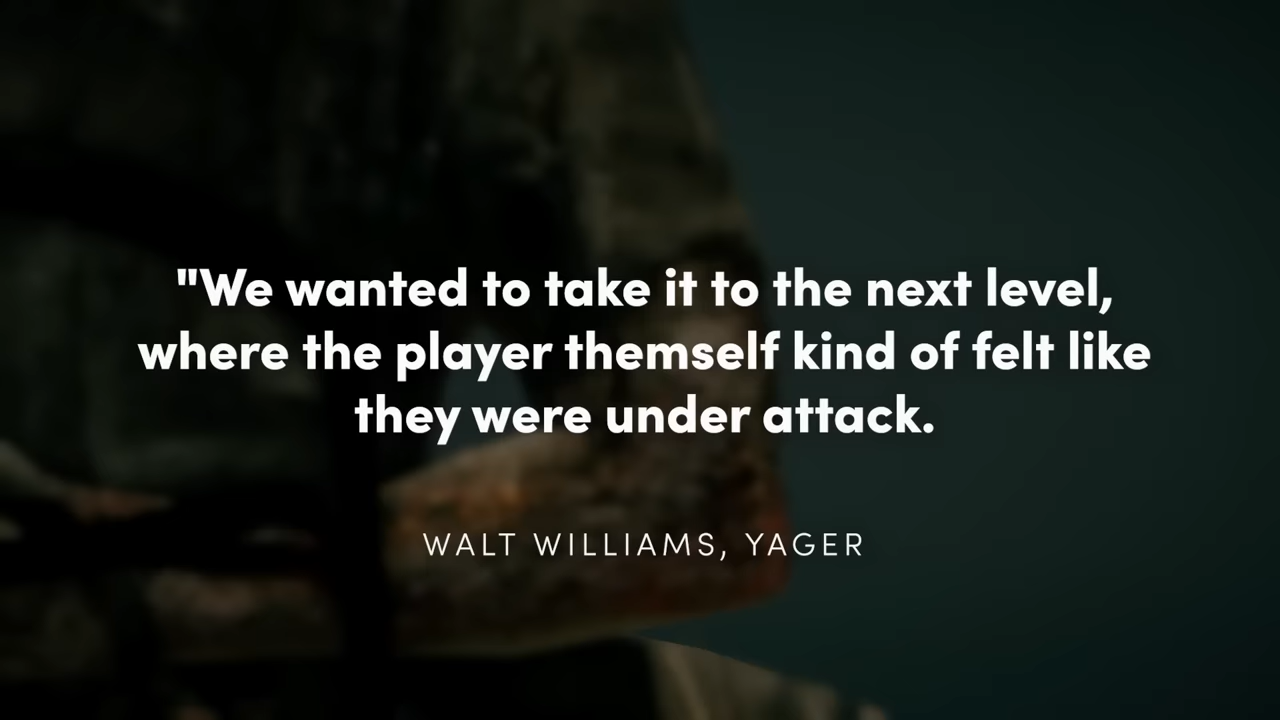 "We wanted to take it to the next level,
where the player themself kind of felt like
they were under attack.
WALT WILLIAMS, YAGER